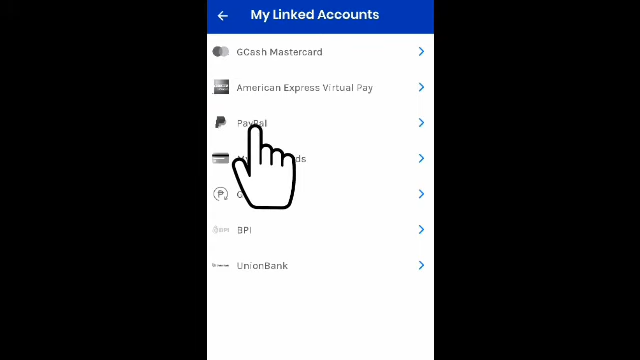 My Linked Accounts
GCash Mastercard
American Express Virtual Pay
PayPal
BPI
UnionBank